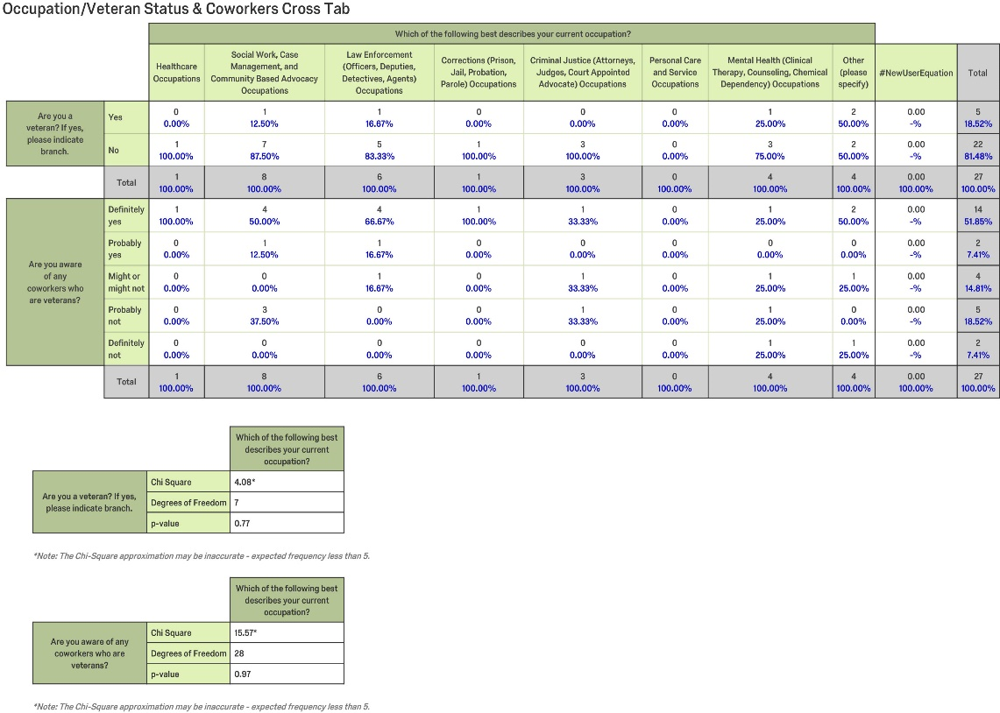 Occupation/Veteran Status & Coworkers Cross Tab
Which of the following best describes your current occupation?
Healthcare
Occupations
Social Work, Case
Management, and
Community Based Advocacy
Occupations
Law Enforcement
(Officers, Deputies,
Detectives, Agents)
Occupations
Corrections (Prison,
Jail, Probation,
Parole) Occupations
Criminal Justice (Attorneys,
Judges, Court Appointed
Advocate) Occupations
Personal Care
and Service
Occupations
Mental Health (Clinical
Therapy, Counseling, Chemical
Dependency) Occupations
Other
(please
specify)
#NewUserEquation
Total
Are you a
veteran? If yes,
please indicate
branch.
Yes
0 1 1 0 0 0 1 2 0.00 5
0.00% 12.50% 16.67% 0.00% 0.00% 0.00% 25.00% 50.00% -% 18.52%
No
1 7 5 1 3 0 3 2 0.00 22
100.00% 87.50% 83.33% 100.00% 100.00% 0.00% 75.00% 50.00% -% 81.48%
Total
1 8 6 1 3 0 4 4 0.00 27
100.00% 100.00% 100.00% 100.00% 100.00% 0.00% 100.00% 100.00% 100.00% 100.00%
Are you aware
of any
coworkers who
are veterans?
Definitely
yes
1 4 4 1 1 0 1 2 0.00 14
100.00% 50.00% 66.67% 100.00% 33.33% 0.00% 25.00% 50.00% -% 51.85%
Probably
yes
0 1 1 0 0 0 0 0 0.00 2
0.00% 12.50% 16.67% 0.00% 0.00% 0.00% 0.00% 0.00% -% 7.41%
Might or
might not
0 0 1 0 1 0 1 1 0.00 4
0.00% 0.00% 16.67% 0.00% 33.33% 0.00% 25.00% 25.00% -% 14.81%
Probably
not
0 3 0 0 1 0 1 0 0.00 5
0.00% 37.50% 0.00% 0.00% 33.33% 0.00% 25.00% 0.00% -% 18.52%
Definitely
not
0 0 0 0 0 0 1 1 0.00 2
0.00% 0.00% 0.00% 0.00% 0.00% 0.00% 25.00% 25.00% -% 7.41%
Total
1 8 6 1 3 0 4 4 0.00 27
100.00% 100.00% 100.00% 100.00% 100.00% 0.00% 100.00% 100.00% 100.00% 100.00%
Which of the following best
describes your current
occupation?
Are you a veteran? If yes,
please indicate branch.
Chi Square 4.08*
Degrees of Freedom 7
p-value 0.77
*Note: The Chi-Square approximation may be inaccurate - expected frequency less than 5.
Which of the following best
describes your current
occupation?
Are you aware of any
coworkers who are
veterans?
Chi Square 15.57*
Degrees of Freedom 28
p-value 0.97
*Note: The Chi-Square approximation may be inaccurate - expected frequency less than 5.